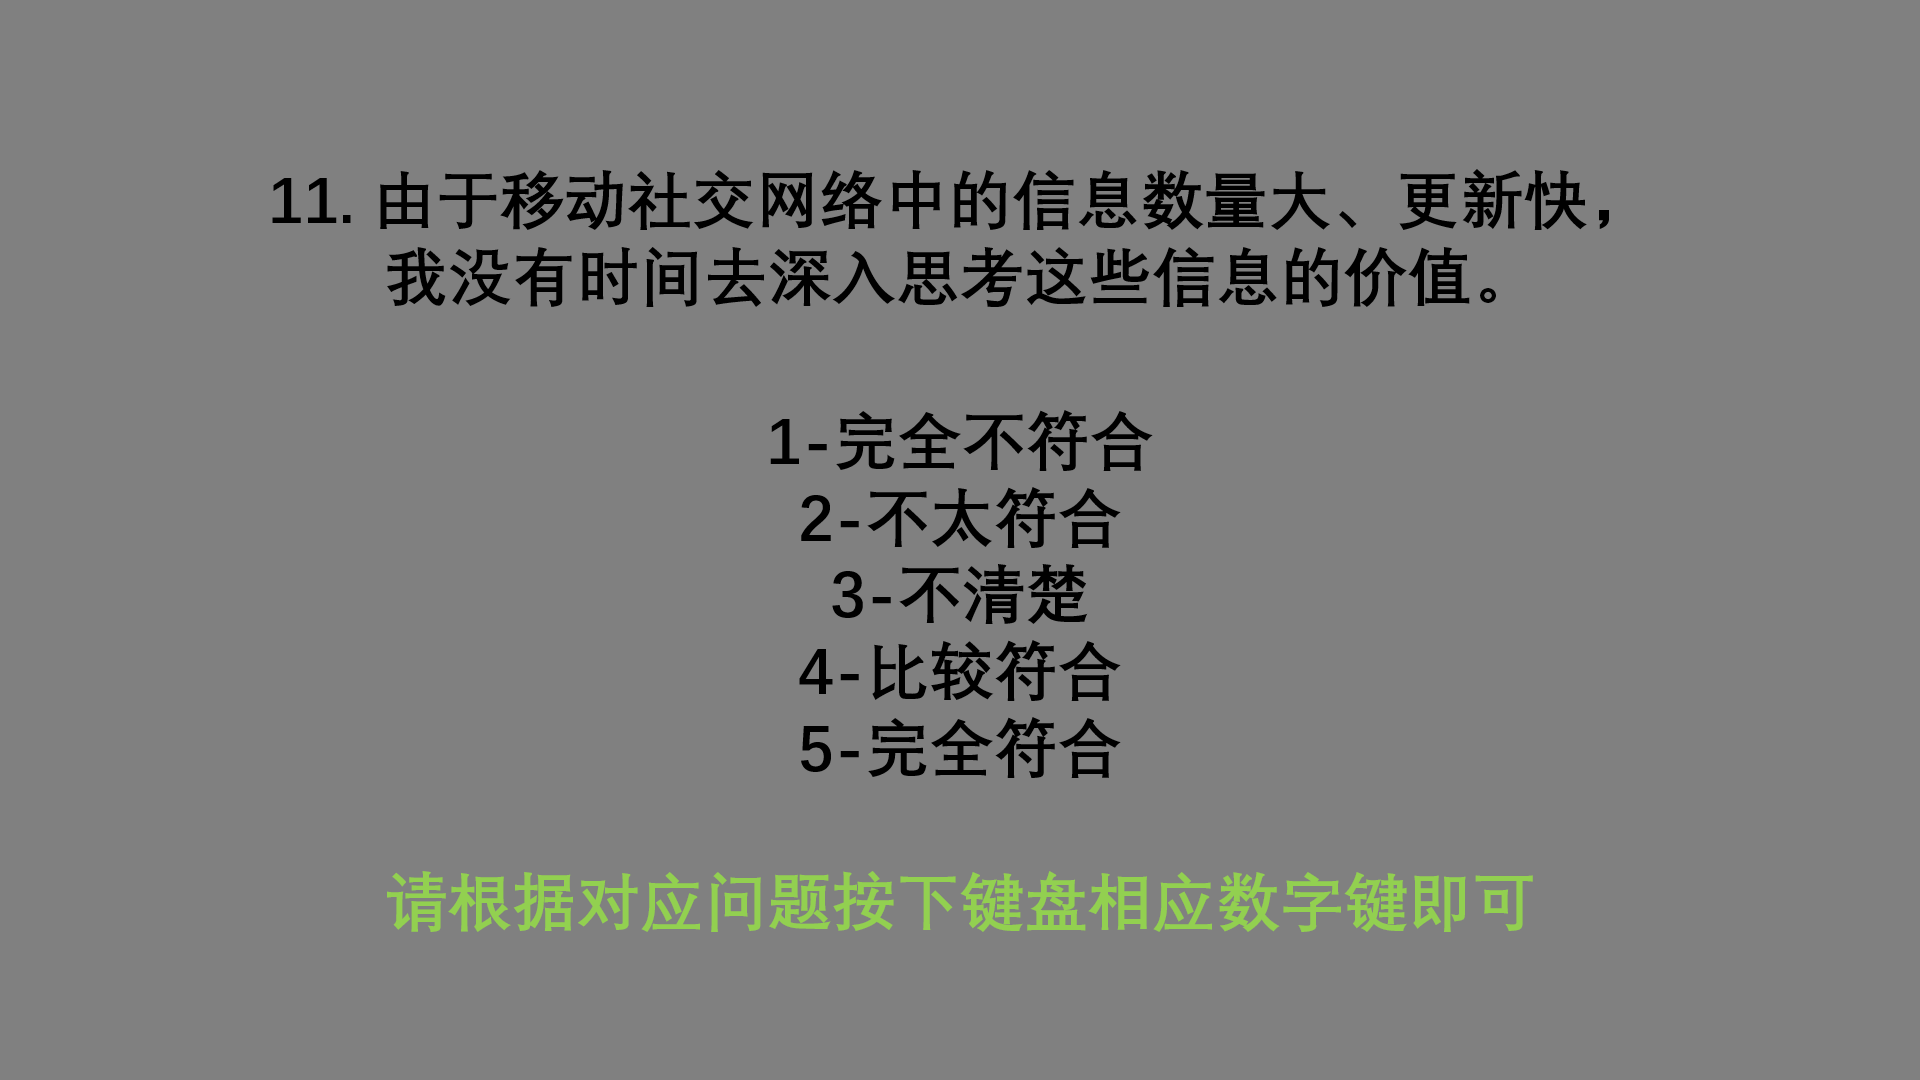 11. 由于移动社交网络中的信息数量大、更新快，
我没有时间去深入思考这些信息的价值。
1-完全不符合
2-不太符合
3-不清楚
4-比较符合
5-完全符合
请根据对应问题按下键盘相应数字键即可